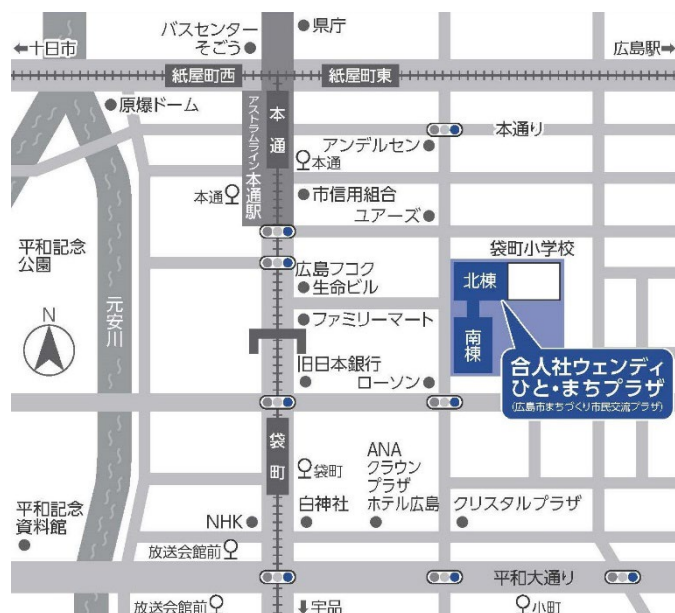 バスセンター
そごう
県庁
←十日市
広島駅→
紙屋町西
紙屋町東
原爆ドーム
アストラムライン本通駅
本通
本通り
アンデルセン
本通
本通
市信用組合
ユアーズ
平和記念
公園
元安川
N
広島フコク
生命ビル
袋町小学校
北棟
南棟
ファミリーマート
合人社ウェンディ
ひと・まちプラザ
(広島市まちづくり市民交流プラザ)
旧日本銀行
ローソン
袋町
袋町
ANA
クラウン
プラザ
ホテル広島
白神社
クリスタルプラザ
NHK
平和記念
資料館
放送会館前
平和大通り
放送会館前
↓宇品
小町